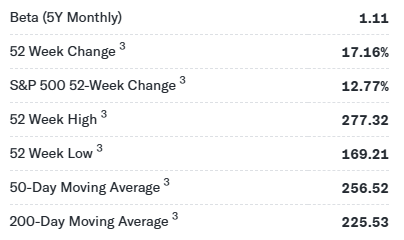 Beta (5Y Monthly) 1.11
52 Week Change 3 17.16%
S&P 500 52-Week Change 3 12.77%
52 Week High 3 277.32
52 Week Low 3 169.21
50-Day Moving Average 3 256.52
200-Day Moving Average 3 225.53